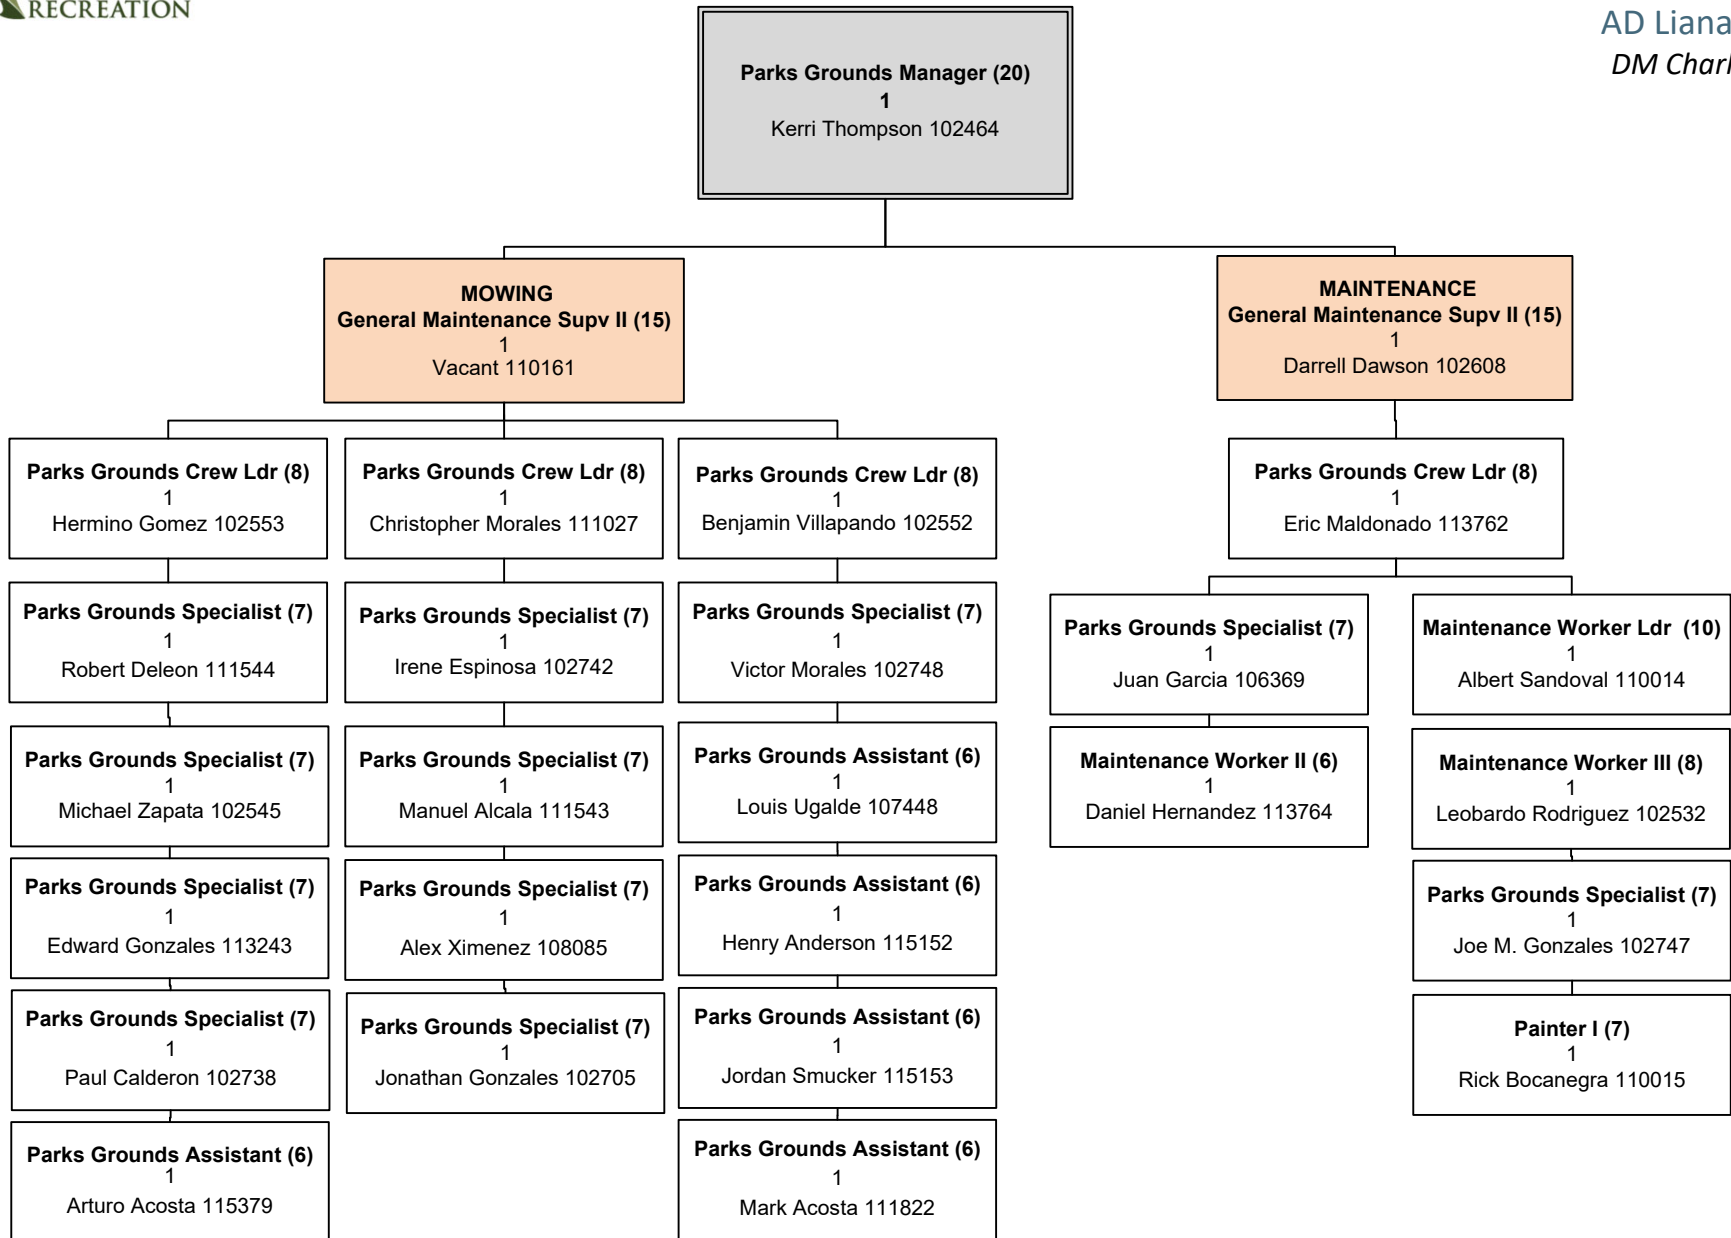 RECREATION
AD Liana
DM Charl
Parks Grounds Manager (20)
1
Kerri Thompson 102464
MOWING
General Maintenance Supv II (15)
1
Vacant 110161
MAINTENANCE
General Maintenance Supv II (15)
1
Darrell Dawson 102608
Parks Grounds Crew Ldr (8)
1
Hermino Gomez 102553
Parks Grounds Specialist (7)
1
Robert Deleon 111544
Parks Grounds Specialist (7)
1
Michael Zapata 102545
Parks Grounds Specialist (7)
1
Edward Gonzales 113243
Parks Grounds Specialist (7)
1
Paul Calderon 102738
Parks Grounds Assistant (6)
1
Arturo Acosta 115379
Parks Grounds Crew Ldr (8)
1
Christopher Morales 111027
Parks Grounds Specialist (7)
1
Irene Espinosa 102742
Parks Grounds Specialist (7)
1
Manuel Alcala 111543
Parks Grounds Specialist (7)
1
Alex Ximenez 108085
Parks Grounds Specialist (7)
1
Jonathan Gonzales 102705
Parks Grounds Crew Ldr (8)
1
Benjamin Villapando 102552
Parks Grounds Specialist (7)
1
Victor Morales 102748
Parks Grounds Assistant (6)
1
Louis Ugalde 107448
Parks Grounds Assistant (6)
1
Henry Anderson 115152
Parks Grounds Assistant (6)
1
Jordan Smucker 115153
Parks Grounds Assistant (6)
1
Mark Acosta 111822
Parks Grounds Crew Ldr (8)
1
Eric Maldonado 113762
Parks Grounds Specialist (7)
1
Juan Garcia 106369
Maintenance Worker II (6)
1
Daniel Hernandez 113764
Maintenance Worker Ldr (10)
1
Albert Sandoval 110014
Maintenance Worker III (8)
1
Leobardo Rodriguez 102532
Parks Grounds Specialist (7)
1
Joe M. Gonzales 102747
Painter I (7)
1
Rick Bocanegra 110015